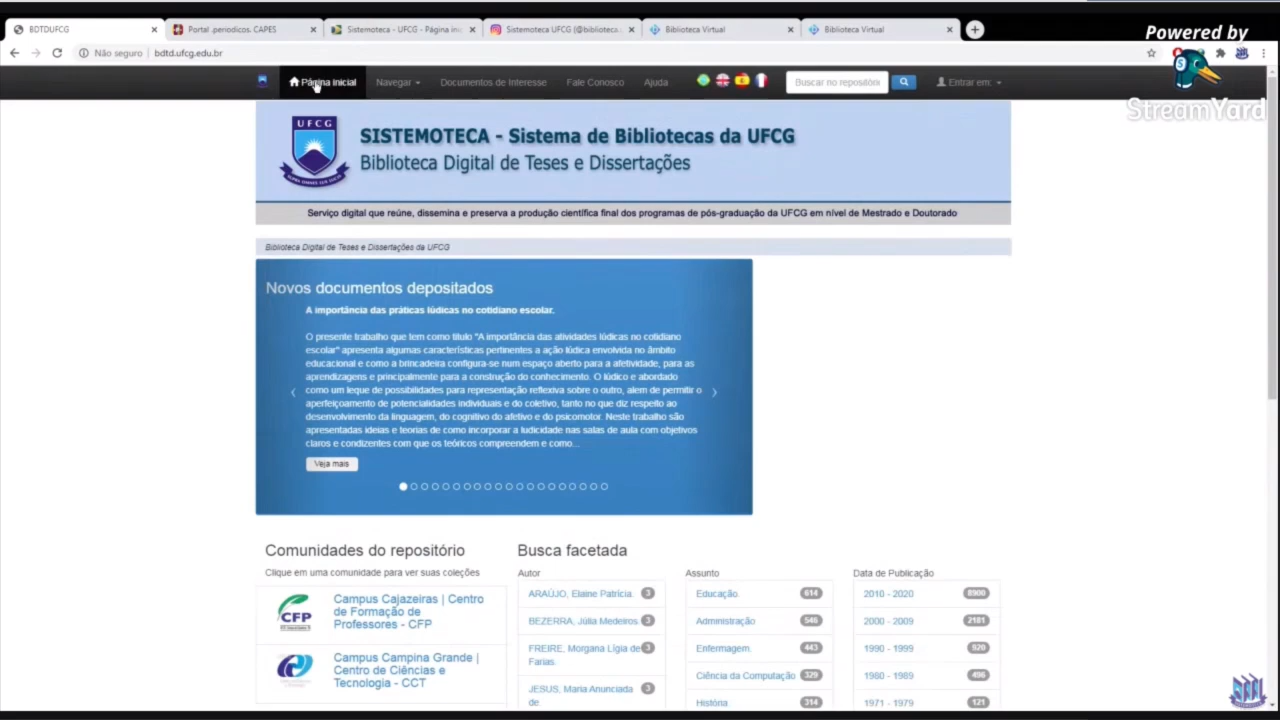 BDTDUFCG
Portal .periodicos. CAPES
Sistemoteca - UFCG - Página ini
Sistemoteca UFCG (@biblioteca.
Biblioteca Virtual
Biblioteca Virtual
Powered by
StreamYard
Não seguro
bdtd.ufcg.edu.br
Página inicial
Navegar
Documentos de Interesse
Fale Conosco
Ajuda
Buscar no repositório
Entrar em:
UFCG
SISTEMOTECA - Sistema de Bibliotecas da UFCG
Biblioteca Digital de Teses e Dissertações
Serviço digital que reúne, dissemina e preserva a produção científica final dos programas de pós-graduação da UFCG em nível de Mestrado e Doutorado
Biblioteca Digital de Teses e Dissertações da UFCG
Novos documentos depositados
A importância das práticas lúdicas no cotidiano escolar.
O presente trabalho que tem como título "A importância das atividades lúdicas no cotidiano
escolar" apresenta algumas características pertinentes a ação lúdica envolvida no âmbito
educacional e como a brincadeira configura-se num espaço aberto para a afetividade, para as
aprendizagens e principalmente para a construção do conhecimento. O lúdico e abordado
como um leque de possibilidades para representação reflexiva sobre o outro, alem de permitir o
aperfeiçoamento de potencialidades individuais e do coletivo, tanto no que diz respeito ao
desenvolvimento da linguagem, do cognitivo do afetivo e do psicomotor. Neste trabalho são
apresentadas ideias e teorias de como incorporar a ludicidade nas salas de aula com objetivos
claros e condizentes com que os teóricos compreendem e como...
Veja mais
Comunidades do repositório
Clique em uma comunidade para ver suas coleções
CFP
Campus Cajazeiras | Centro
de Formação de
Professores - CFP
Campus Campina Grande |
Centro de Ciências e
Tecnologia - CCT
Busca facetada
Autor
ARAÚJO, Elaine Patrícia. 3
BEZERRA, Júlia Medeiros. 3
FREIRE, Morgana Lígia de 3
Farias.
JESUS, Maria Anunciada 3
de.
Assunto
Educação. 614
Administração 546
Enfermagem. 443
Ciência da Computação 329
História. 314
Data de Publicação
2010 - 2020 8900
2000 - 2009 2181
1990 - 1999 920
1980 - 1989 496
1971 - 1979 121